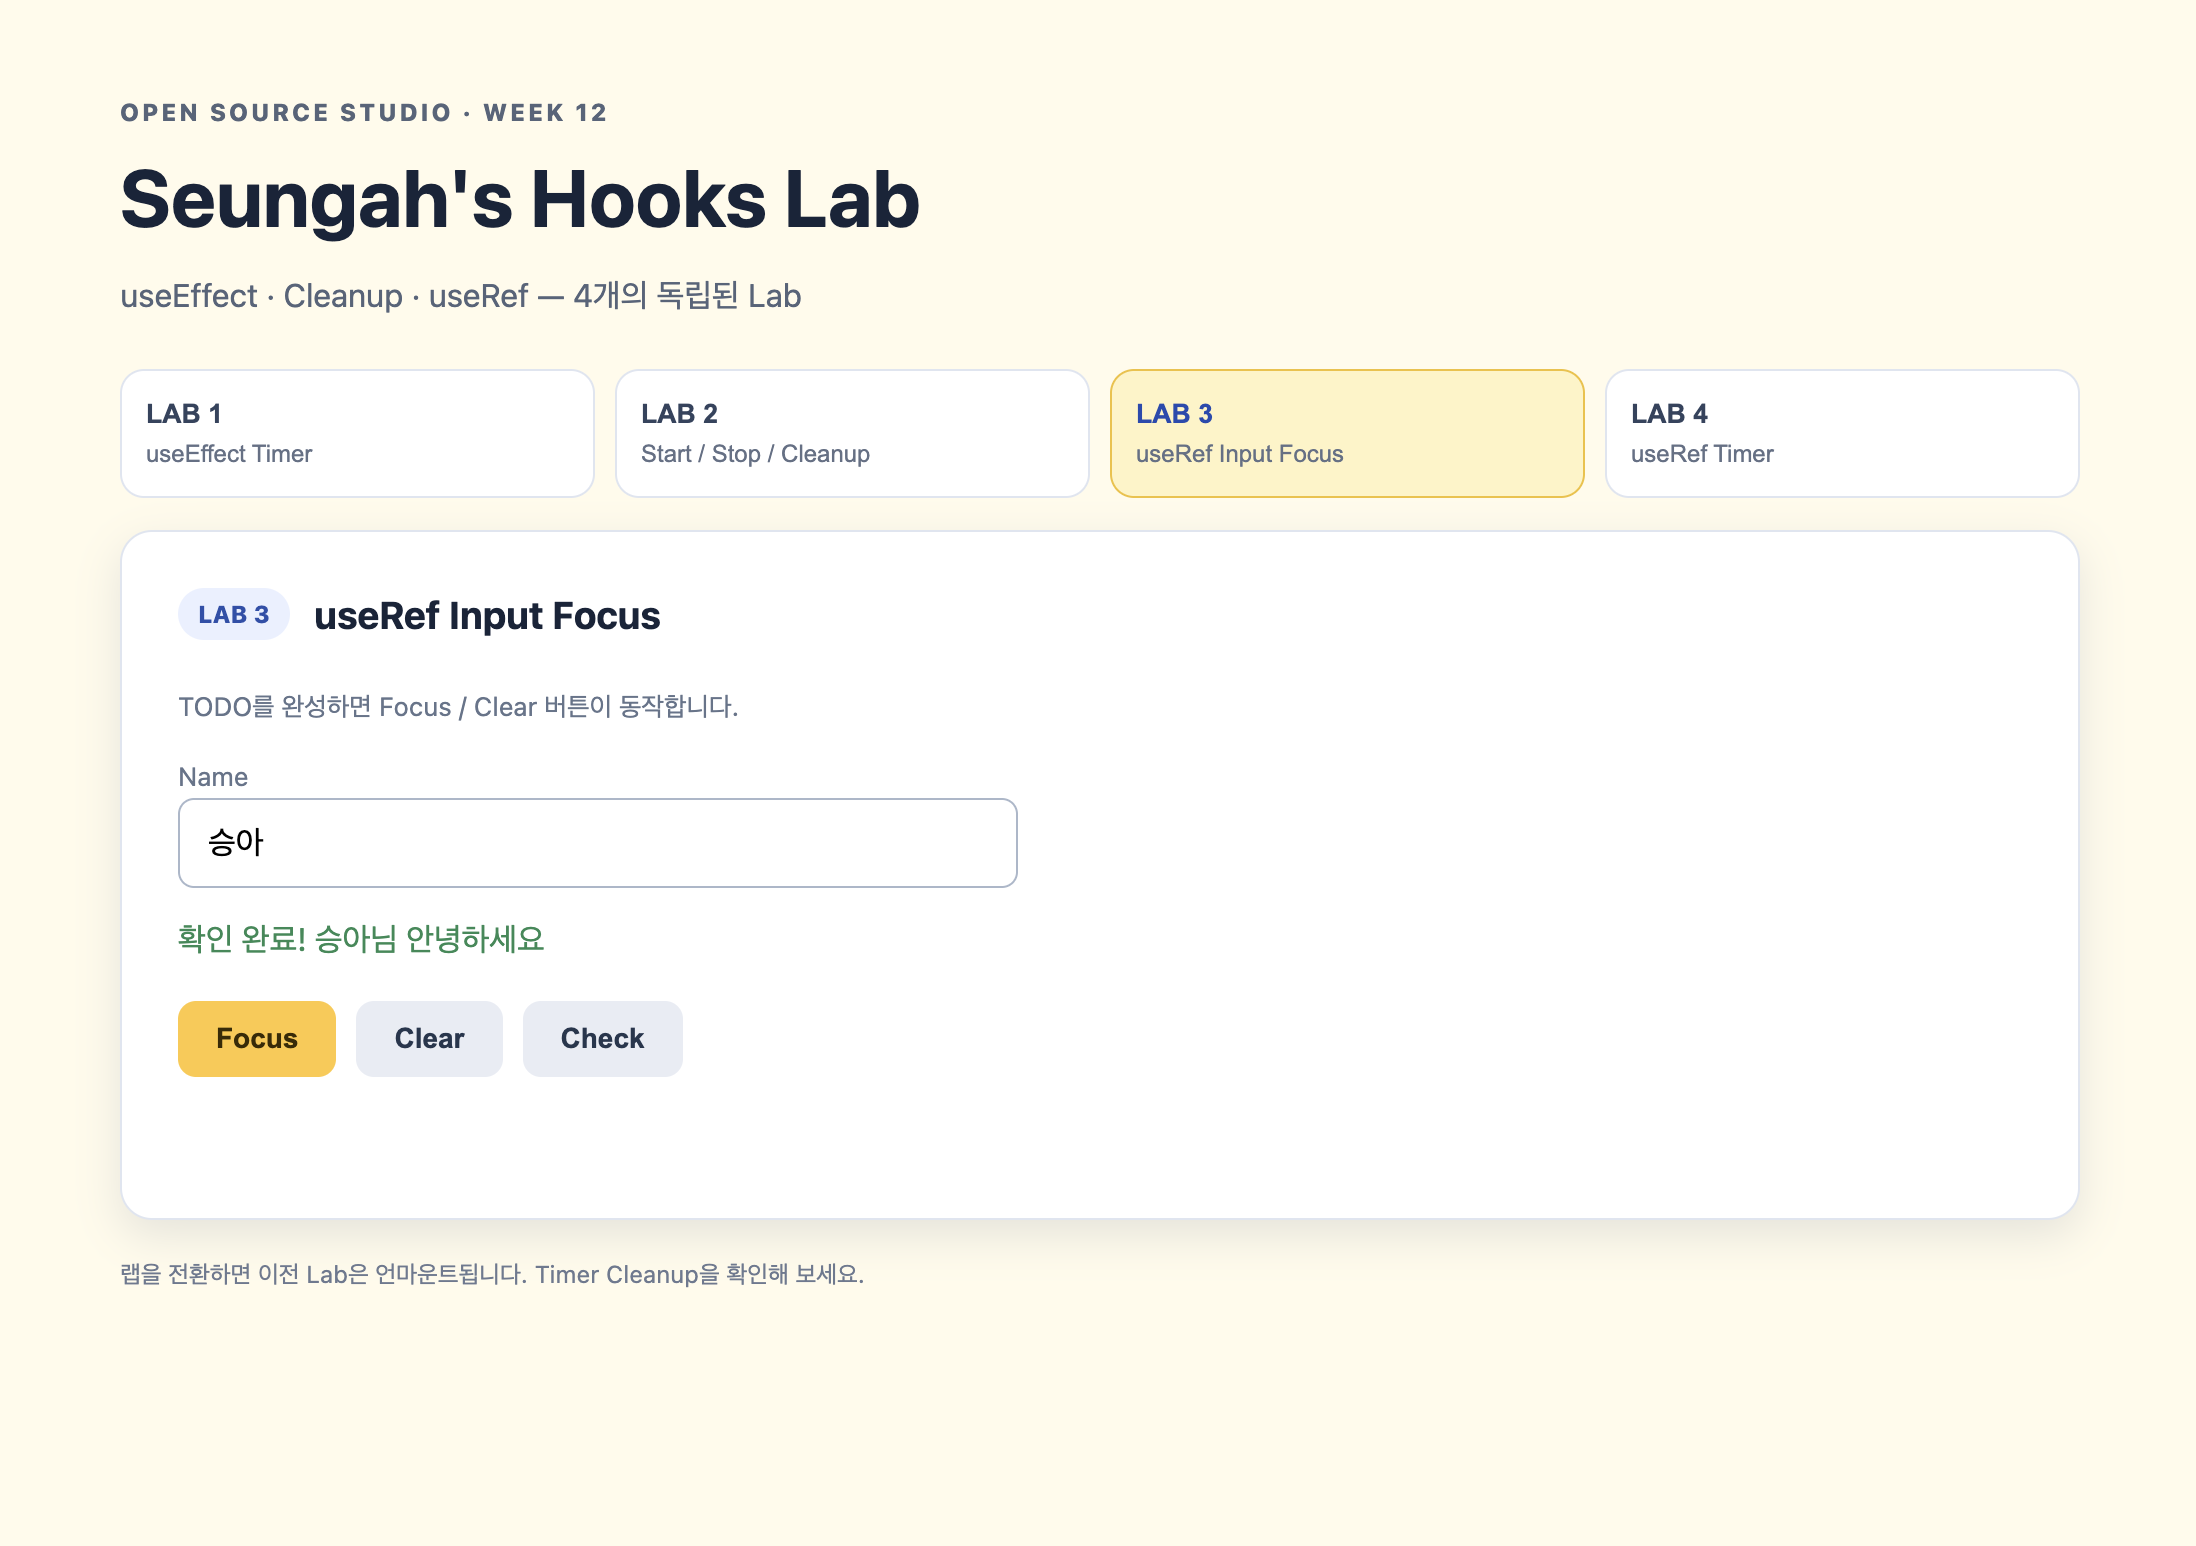 OPEN SOURCE STUDIO · WEEK 12
Seungah's Hooks Lab
useEffect · Cleanup · useRef — 4개의 독립된 Lab
LAB 1
useEffect Timer
LAB 2
Start / Stop / Cleanup
LAB 3
useRef Input Focus
LAB 4
useRef Timer
LAB 3 useRef Input Focus
TODO를 완성하면 Focus / Clear 버튼이 동작합니다.
Name
승아
확인 완료! 승아님 안녕하세요
Focus Clear Check
랩을 전환하면 이전 Lab은 언마운트됩니다. Timer Cleanup을 확인해 보세요.